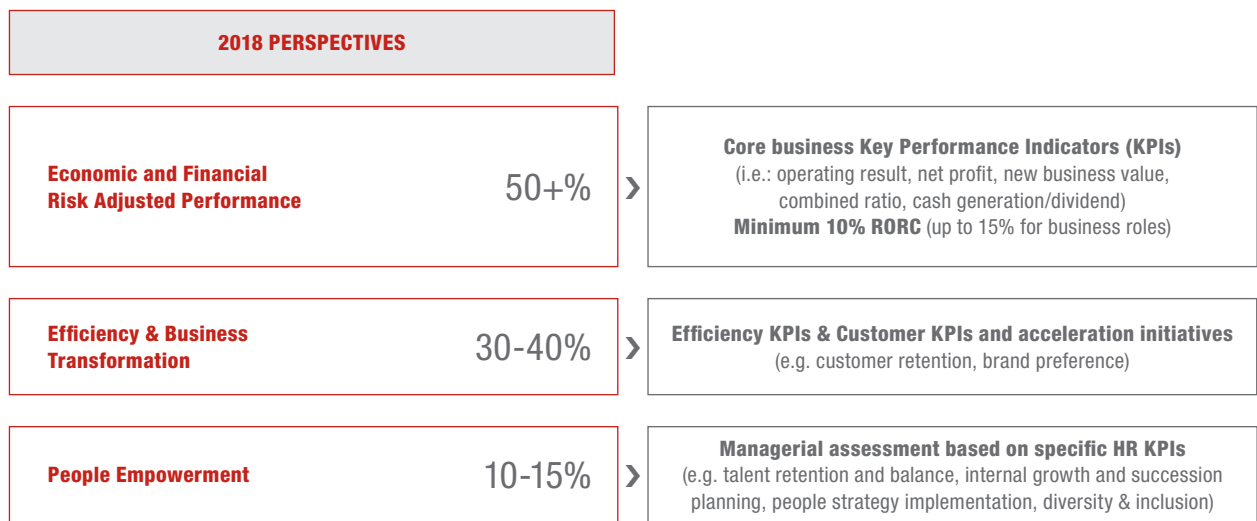 2018 PERSPECTIVES
Economic and Financial
Risk Adjusted Performance
50+%
Core business Key Performance Indicators (KPIs)
(i.e.: operating result, net profit, new business value,
combined ratio, cash generation/dividend)
Minimum 10% RORC (up to 15% for business roles)
Efficiency & Business
Transformation
30-40%
Efficiency KPIs & Customer KPIs and acceleration initiatives
(e.g. customer retention, brand preference)
People Empowerment
10-15%
Managerial assessment based on specific HR KPIs
(e.g. talent retention and balance, internal growth and succession
planning, people strategy implementation, diversity & inclusion)